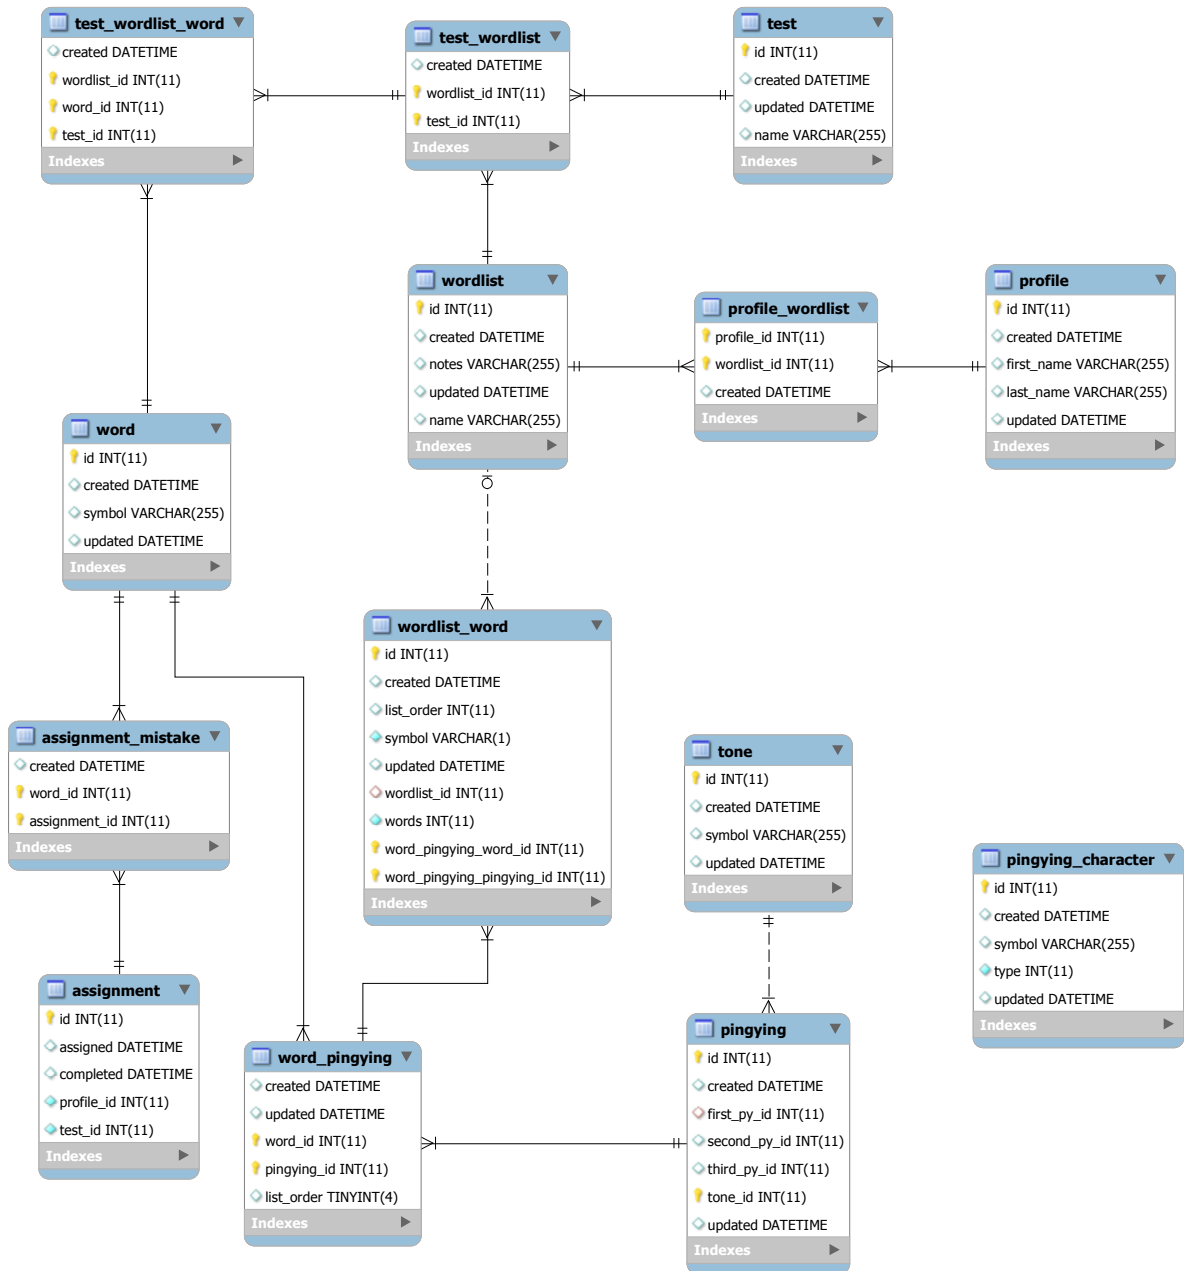 test_wordlist_word
created DATETIME
wordlist_id INT(11)
word_id INT(11)
test_id INT(11)
Indexes
test_wordlist
created DATETIME
wordlist_id INT(11)
test_id INT(11)
Indexes
test
id INT(11)
created DATETIME
updated DATETIME
name VARCHAR(255)
Indexes
wordlist
id INT(11)
created DATETIME
notes VARCHAR(255)
updated DATETIME
name VARCHAR(255)
Indexes
profile_wordlist
profile_id INT(11)
wordlist_id INT(11)
created DATETIME
Indexes
profile
id INT(11)
created DATETIME
first_name VARCHAR(255)
last_name VARCHAR(255)
updated DATETIME
Indexes
word
id INT(11)
created DATETIME
symbol VARCHAR(255)
updated DATETIME
Indexes
wordlist_word
id INT(11)
created DATETIME
list_order INT(11)
symbol VARCHAR(1)
updated DATETIME
wordlist_id INT(11)
words INT(11)
word_pingying_word_id INT(11)
word_pingying_pingying_id INT(11)
Indexes
assignment_mistake
created DATETIME
word_id INT(11)
assignment_id INT(11)
Indexes
tone
id INT(11)
created DATETIME
symbol VARCHAR(255)
updated DATETIME
Indexes
pingying_character
id INT(11)
created DATETIME
symbol VARCHAR(255)
type INT(11)
updated DATETIME
Indexes
assignment
id INT(11)
assigned DATETIME
completed DATETIME
profile_id INT(11)
test_id INT(11)
Indexes
word_pingying
created DATETIME
updated DATETIME
word_id INT(11)
pingying_id INT(11)
list_order TINYINT(4)
Indexes
pingying
id INT(11)
created DATETIME
first_py_id INT(11)
second_py_id INT(11)
third_py_id INT(11)
tone_id INT(11)
updated DATETIME
Indexes